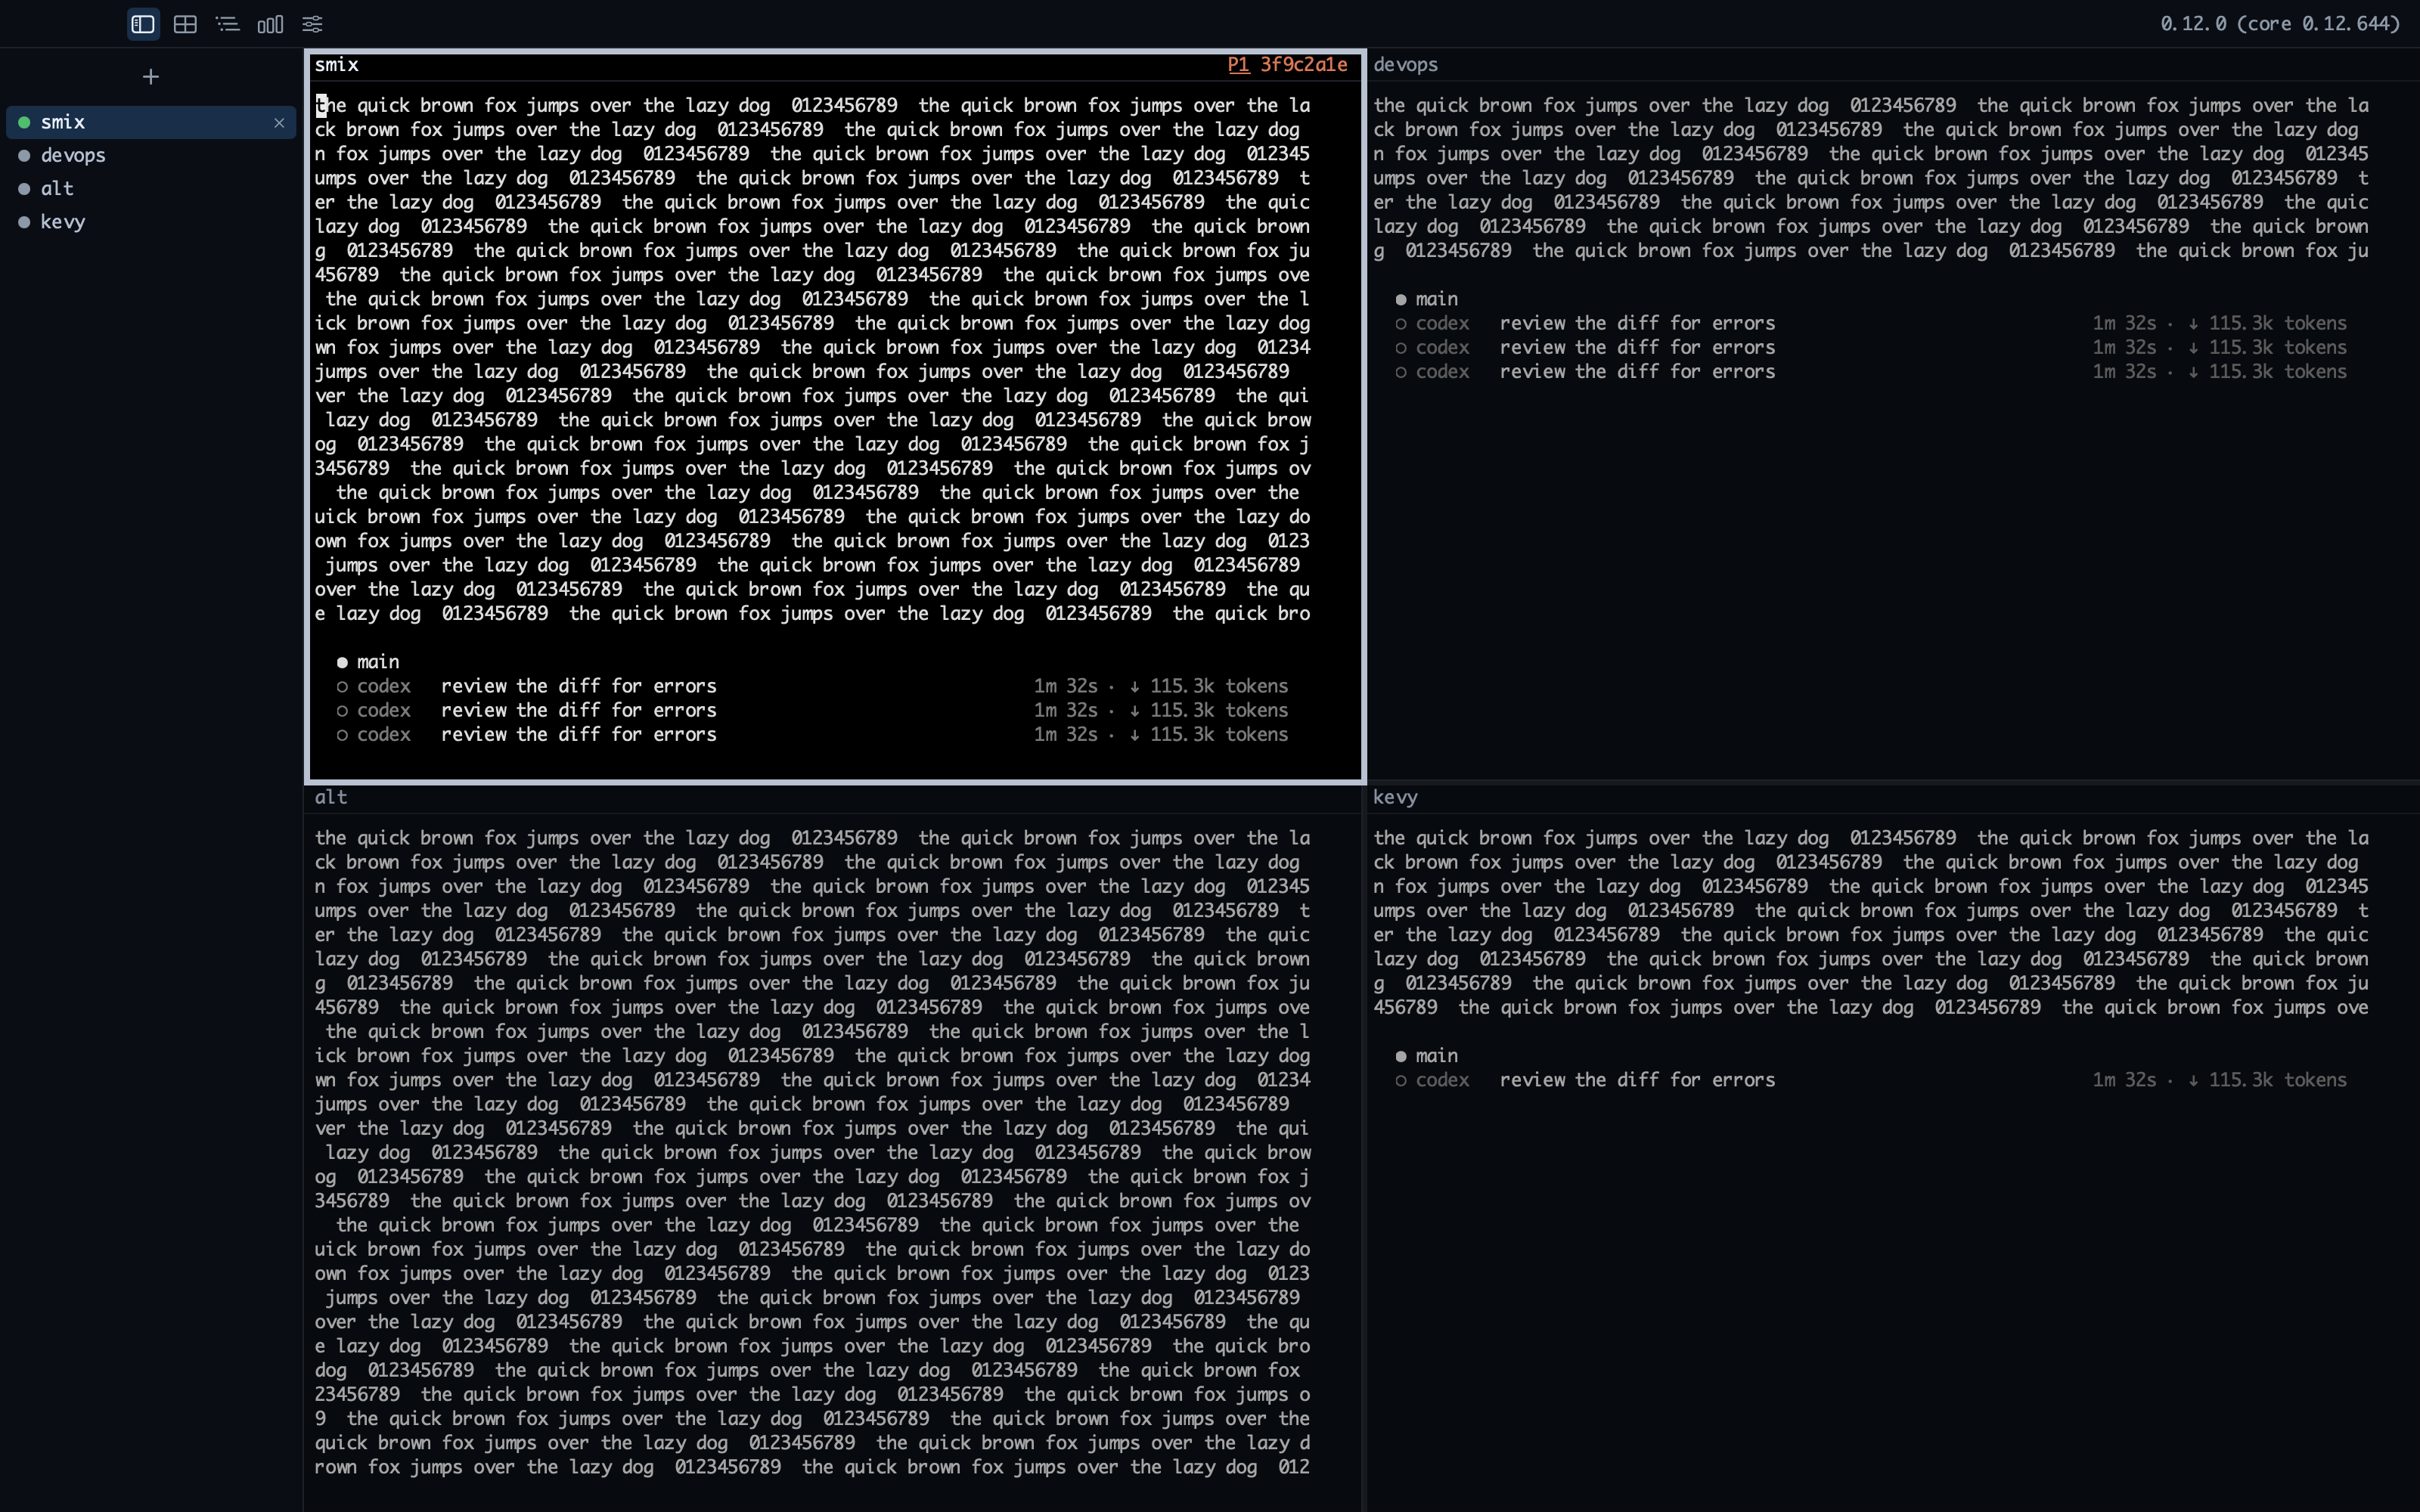 0.12.0 (core 0.12.644)
+
smix ×
devops
alt
kevy
smix P1 3f9c2a1e
the quick brown fox jumps over the lazy dog  0123456789  the quick brown fox jumps over the la
ck brown fox jumps over the lazy dog  0123456789  the quick brown fox jumps over the lazy dog
n fox jumps over the lazy dog  0123456789  the quick brown fox jumps over the lazy dog  012345
umps over the lazy dog  0123456789  the quick brown fox jumps over the lazy dog  0123456789  t
er the lazy dog  0123456789  the quick brown fox jumps over the lazy dog  0123456789  the quic
lazy dog  0123456789  the quick brown fox jumps over the lazy dog  0123456789  the quick brown
g  0123456789  the quick brown fox jumps over the lazy dog  0123456789  the quick brown fox ju
456789  the quick brown fox jumps over the lazy dog  0123456789  the quick brown fox jumps ove
the quick brown fox jumps over the lazy dog  0123456789  the quick brown fox jumps over the l
ick brown fox jumps over the lazy dog  0123456789  the quick brown fox jumps over the lazy dog
wn fox jumps over the lazy dog  0123456789  the quick brown fox jumps over the lazy dog  01234
jumps over the lazy dog  0123456789  the quick brown fox jumps over the lazy dog  0123456789
ver the lazy dog  0123456789  the quick brown fox jumps over the lazy dog  0123456789  the qui
lazy dog  0123456789  the quick brown fox jumps over the lazy dog  0123456789  the quick brow
og  0123456789  the quick brown fox jumps over the lazy dog  0123456789  the quick brown fox j
3456789  the quick brown fox jumps over the lazy dog  0123456789  the quick brown fox jumps ov
the quick brown fox jumps over the lazy dog  0123456789  the quick brown fox jumps over the
uick brown fox jumps over the lazy dog  0123456789  the quick brown fox jumps over the lazy do
own fox jumps over the lazy dog  0123456789  the quick brown fox jumps over the lazy dog  0123
jumps over the lazy dog  0123456789  the quick brown fox jumps over the lazy dog  0123456789
over the lazy dog  0123456789  the quick brown fox jumps over the lazy dog  0123456789  the qu
e lazy dog  0123456789  the quick brown fox jumps over the lazy dog  0123456789  the quick bro
● main
○ codex   review the diff for errors   1m 32s · ↓ 115.3k tokens
○ codex   review the diff for errors   1m 32s · ↓ 115.3k tokens
○ codex   review the diff for errors   1m 32s · ↓ 115.3k tokens
devops
the quick brown fox jumps over the lazy dog  0123456789  the quick brown fox jumps over the la
ck brown fox jumps over the lazy dog  0123456789  the quick brown fox jumps over the lazy dog
n fox jumps over the lazy dog  0123456789  the quick brown fox jumps over the lazy dog  012345
umps over the lazy dog  0123456789  the quick brown fox jumps over the lazy dog  0123456789  t
er the lazy dog  0123456789  the quick brown fox jumps over the lazy dog  0123456789  the quic
lazy dog  0123456789  the quick brown fox jumps over the lazy dog  0123456789  the quick brown
g  0123456789  the quick brown fox jumps over the lazy dog  0123456789  the quick brown fox ju
● main
○ codex   review the diff for errors   1m 32s · ↓ 115.3k tokens
○ codex   review the diff for errors   1m 32s · ↓ 115.3k tokens
○ codex   review the diff for errors   1m 32s · ↓ 115.3k tokens
alt
the quick brown fox jumps over the lazy dog  0123456789  the quick brown fox jumps over the la
ck brown fox jumps over the lazy dog  0123456789  the quick brown fox jumps over the lazy dog
n fox jumps over the lazy dog  0123456789  the quick brown fox jumps over the lazy dog  012345
umps over the lazy dog  0123456789  the quick brown fox jumps over the lazy dog  0123456789  t
er the lazy dog  0123456789  the quick brown fox jumps over the lazy dog  0123456789  the quic
lazy dog  0123456789  the quick brown fox jumps over the lazy dog  0123456789  the quick brown
g  0123456789  the quick brown fox jumps over the lazy dog  0123456789  the quick brown fox ju
456789  the quick brown fox jumps over the lazy dog  0123456789  the quick brown fox jumps ove
the quick brown fox jumps over the lazy dog  0123456789  the quick brown fox jumps over the l
ick brown fox jumps over the lazy dog  0123456789  the quick brown fox jumps over the lazy dog
wn fox jumps over the lazy dog  0123456789  the quick brown fox jumps over the lazy dog  01234
jumps over the lazy dog  0123456789  the quick brown fox jumps over the lazy dog  0123456789
ver the lazy dog  0123456789  the quick brown fox jumps over the lazy dog  0123456789  the qui
lazy dog  0123456789  the quick brown fox jumps over the lazy dog  0123456789  the quick brow
og  0123456789  the quick brown fox jumps over the lazy dog  0123456789  the quick brown fox j
3456789  the quick brown fox jumps over the lazy dog  0123456789  the quick brown fox jumps ov
the quick brown fox jumps over the lazy dog  0123456789  the quick brown fox jumps over the
uick brown fox jumps over the lazy dog  0123456789  the quick brown fox jumps over the lazy do
own fox jumps over the lazy dog  0123456789  the quick brown fox jumps over the lazy dog  0123
jumps over the lazy dog  0123456789  the quick brown fox jumps over the lazy dog  0123456789
over the lazy dog  0123456789  the quick brown fox jumps over the lazy dog  0123456789  the qu
e lazy dog  0123456789  the quick brown fox jumps over the lazy dog  0123456789  the quick bro
dog  0123456789  the quick brown fox jumps over the lazy dog  0123456789  the quick brown fox
23456789  the quick brown fox jumps over the lazy dog  0123456789  the quick brown fox jumps o
9  the quick brown fox jumps over the lazy dog  0123456789  the quick brown fox jumps over the
quick brown fox jumps over the lazy dog  0123456789  the quick brown fox jumps over the lazy d
rown fox jumps over the lazy dog  0123456789  the quick brown fox jumps over the lazy dog  012
kevy
the quick brown fox jumps over the lazy dog  0123456789  the quick brown fox jumps over the la
ck brown fox jumps over the lazy dog  0123456789  the quick brown fox jumps over the lazy dog
n fox jumps over the lazy dog  0123456789  the quick brown fox jumps over the lazy dog  012345
umps over the lazy dog  0123456789  the quick brown fox jumps over the lazy dog  0123456789  t
er the lazy dog  0123456789  the quick brown fox jumps over the lazy dog  0123456789  the quic
lazy dog  0123456789  the quick brown fox jumps over the lazy dog  0123456789  the quick brown
g  0123456789  the quick brown fox jumps over the lazy dog  0123456789  the quick brown fox ju
456789  the quick brown fox jumps over the lazy dog  0123456789  the quick brown fox jumps ove
● main
○ codex   review the diff for errors   1m 32s · ↓ 115.3k tokens